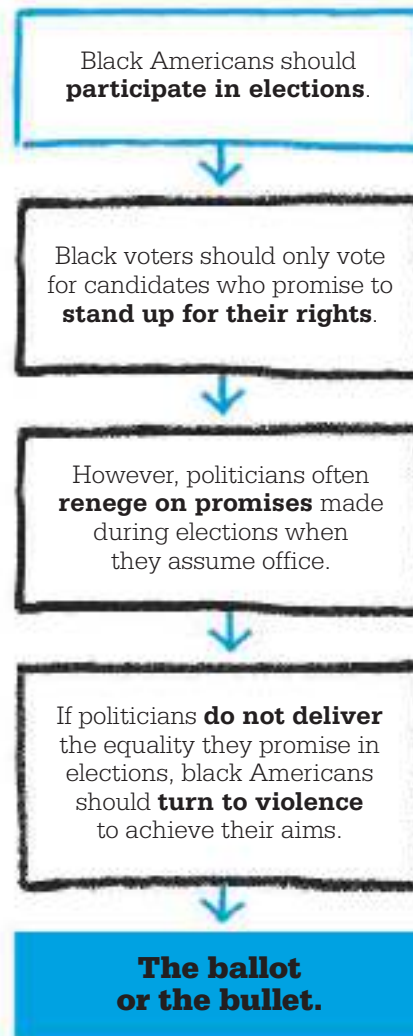 Black Americans should
participate in elections.
Black voters should only vote
for candidates who promise to
stand up for their rights.
However, politicians often
renege on promises made
during elections when
they assume office.
If politicians do not deliver
the equality they promise in
elections, black Americans
should turn to violence
to achieve their aims.
The ballot
or the bullet.